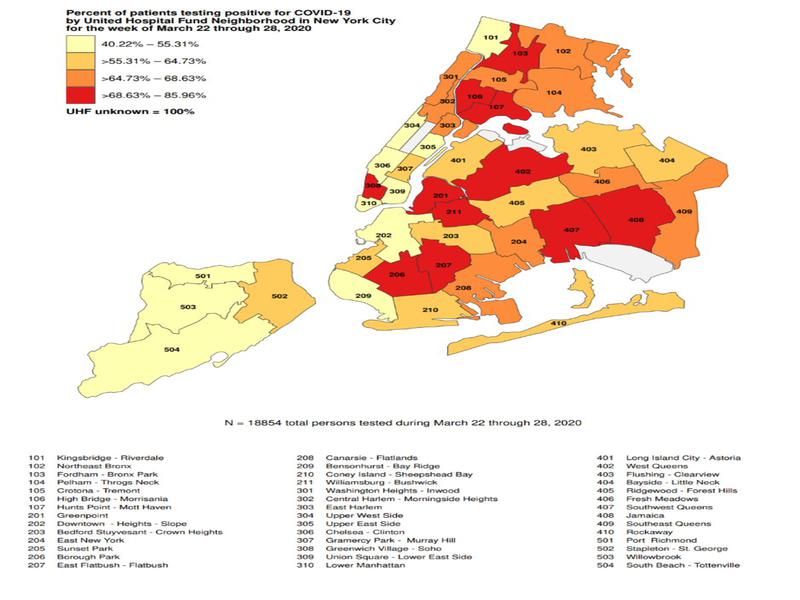 Percent of patients testing positive for COVID-19
by United Hospital Fund Neighborhood in New York City
for the week of March 22 through 28, 2020
40.22% – 55.31%
>55.31% – 64.73%
>64.73% – 68.63%
>68.63% – 85.96%
UHF unknown = 100%
101
103
102
301
105
106
104
302
107
304
303
305
403
306
307
401
404
402
308
309
406
201
310
405
211
408
409
202
203
204
407
205
206
207
501
502
208
503
209
210
504
410
N = 18854 total persons tested during March 22 through 28, 2020
101 Kingsbridge - Riverdale
102 Northeast Bronx
103 Fordham - Bronx Park
104 Pelham - Throgs Neck
105 Crotona - Tremont
106 High Bridge - Morrisania
107 Hunts Point - Mott Haven
201 Greenpoint
202 Downtown - Heights - Slope
203 Bedford Stuyvesant - Crown Heights
204 East New York
205 Sunset Park
206 Borough Park
207 East Flatbush - Flatbush
208 Canarsie - Flatlands
209 Bensonhurst - Bay Ridge
210 Coney Island - Sheepshead Bay
211 Williamsburg - Bushwick
301 Washington Heights - Inwood
302 Central Harlem - Morningside Heights
303 East Harlem
304 Upper West Side
305 Upper East Side
306 Chelsea - Clinton
307 Gramercy Park - Murray Hill
308 Greenwich Village - Soho
309 Union Square - Lower East Side
310 Lower Manhattan
401 Long Island City - Astoria
402 West Queens
403 Flushing - Clearview
404 Bayside - Little Neck
405 Ridgewood - Forest Hills
406 Fresh Meadows
407 Southwest Queens
408 Jamaica
409 Southeast Queens
410 Rockaway
501 Port Richmond
502 Stapleton - St. George
503 Willowbrook
504 South Beach - Tottenville